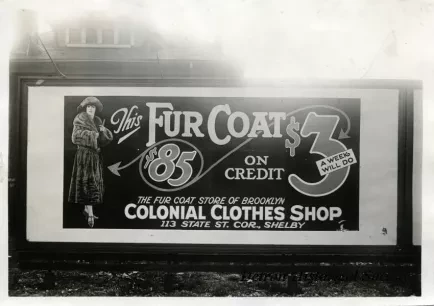 This FUR COAT $3
$85 ON CREDIT
A WEEK WILL DO
THE FUR COAT STORE OF BROOKLYN
COLONIAL CLOTHES SHOP
113 STATE ST. COR., SHELBY